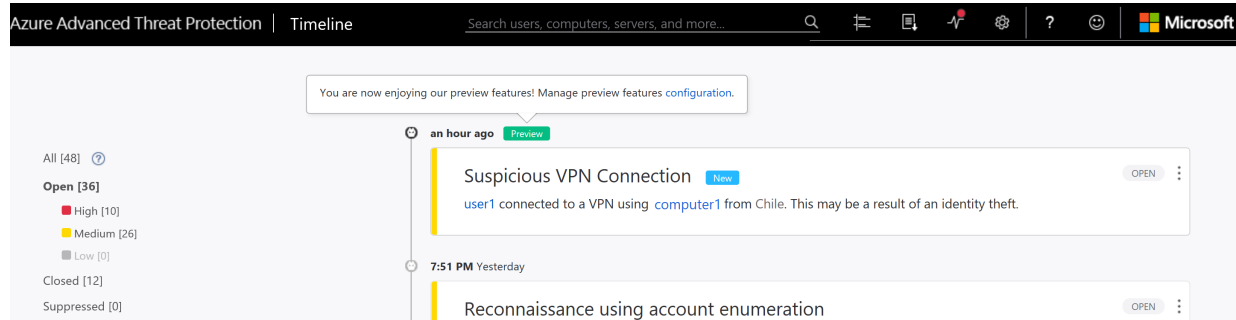 Azure Advanced Threat Protection | Timeline
Search users, computers, servers, and more...
?
Microsoft
You are now enjoying our preview features! Manage preview features configuration.
an hour ago Preview
All [48] ?
Open [36]
High [10]
Medium [26]
Low [0]
Closed [12]
Suppressed [0]
Suspicious VPN Connection New
OPEN
user1 connected to a VPN using computer1 from Chile. This may be a result of an identity theft.
7:51 PM Yesterday
Reconnaissance using account enumeration
OPEN